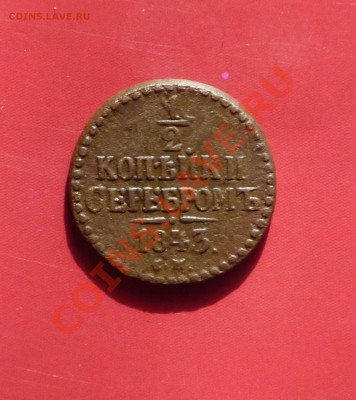 COINS.LAVE.RU
1/2.
КОПѢЙКИ
СЕРЕБРОМЪ.
1843.
COINS.LAVE.RU